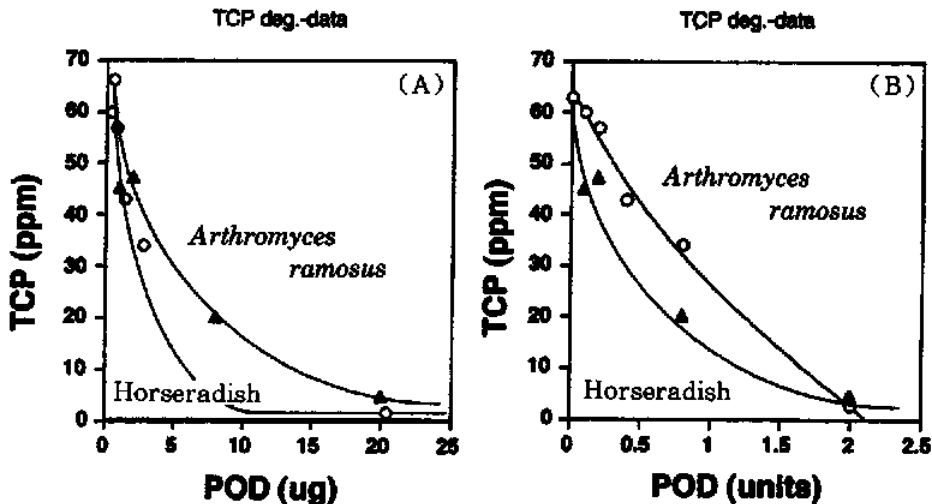 TCP deg.-data
(A)
TCP (ppm)
70
60
50
40
30
20
10
0
Arthromyces
ramosus
Horseradish
0 5 10 15 20 25
POD (ug)
TCP deg.-data
(B)
TCP (ppm)
70
60
50
40
30
20
10
0
Arthromyces
ramosus
Horseradish
0 0.5 1 1.5 2 2.5
POD (units)